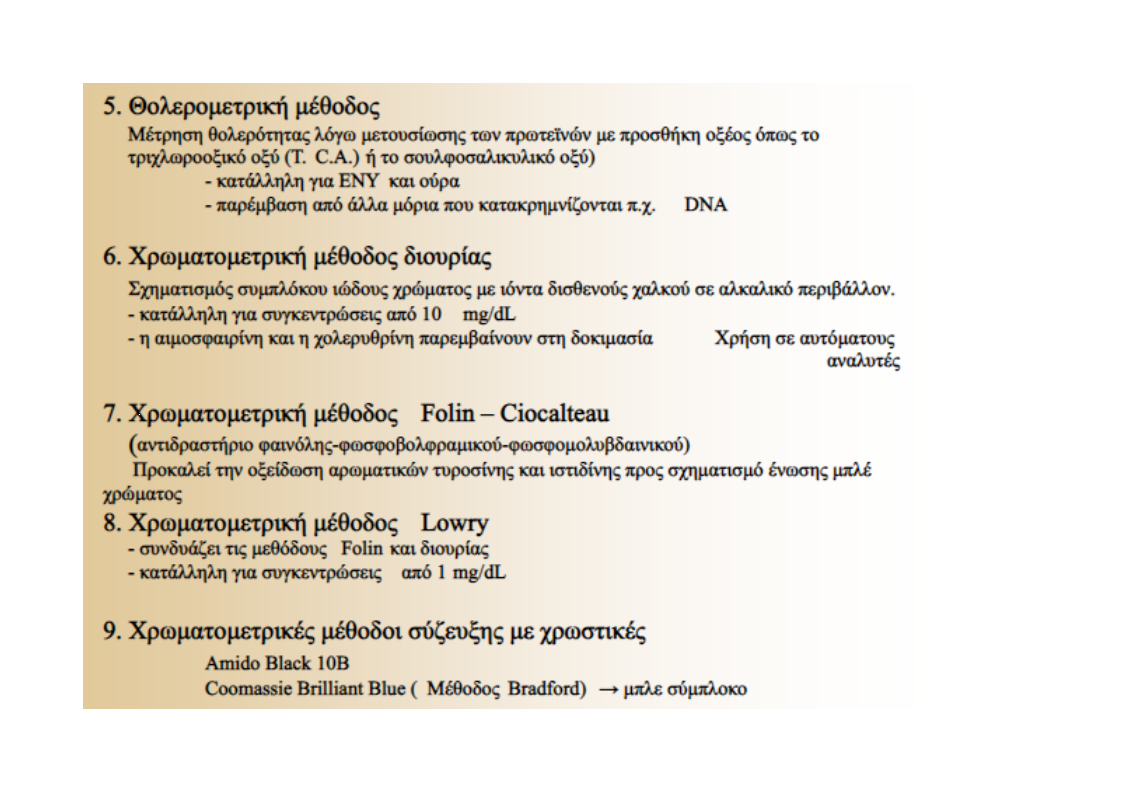 5. Θολερομετρική μέθοδος
Μέτρηση θολερότητας λόγω μετουσίωσης των πρωτεϊνών με προσθήκη οξέος όπως το
τριχλωροοξικό οξύ (T. C.A.) ή το σουλφοσαλικυλικό οξύ)
- κατάλληλη για ΕΝΥ και ούρα
- παρέμβαση από άλλα μόρια που κατακρημνίζονται π.χ. DNA
6. Χρωματομετρική μέθοδος διουρίας
Σχηματισμός συμπλόκου ιώδους χρώματος με ιόντα δισθενούς χαλκού σε αλκαλικό περιβάλλον.
- κατάλληλη για συγκεντρώσεις από 10 mg/dL
- η αιμοσφαιρίνη και η χολερυθρίνη παρεμβαίνουν στη δοκιμασία Χρήση σε αυτόματους
αναλυτές
7. Χρωματομετρική μέθοδος Folin – Ciocalteau
(αντιδραστήριο φαινόλης-φωσφοβολφραμικού-φωσφομολυβδαινικού)
Προκαλεί την οξείδωση αρωματικών τυροσίνης και ιστιδίνης προς σχηματισμό ένωσης μπλέ
χρώματος
8. Χρωματομετρική μέθοδος Lowry
- συνδυάζει τις μεθόδους Folin και διουρίας
- κατάλληλη για συγκεντρώσεις από 1 mg/dL
9. Χρωματομετρικές μέθοδοι σύζευξης με χρωστικές
Amido Black 10B
Coomassie Brilliant Blue ( Μέθοδος Bradford) → μπλε σύμπλοκο